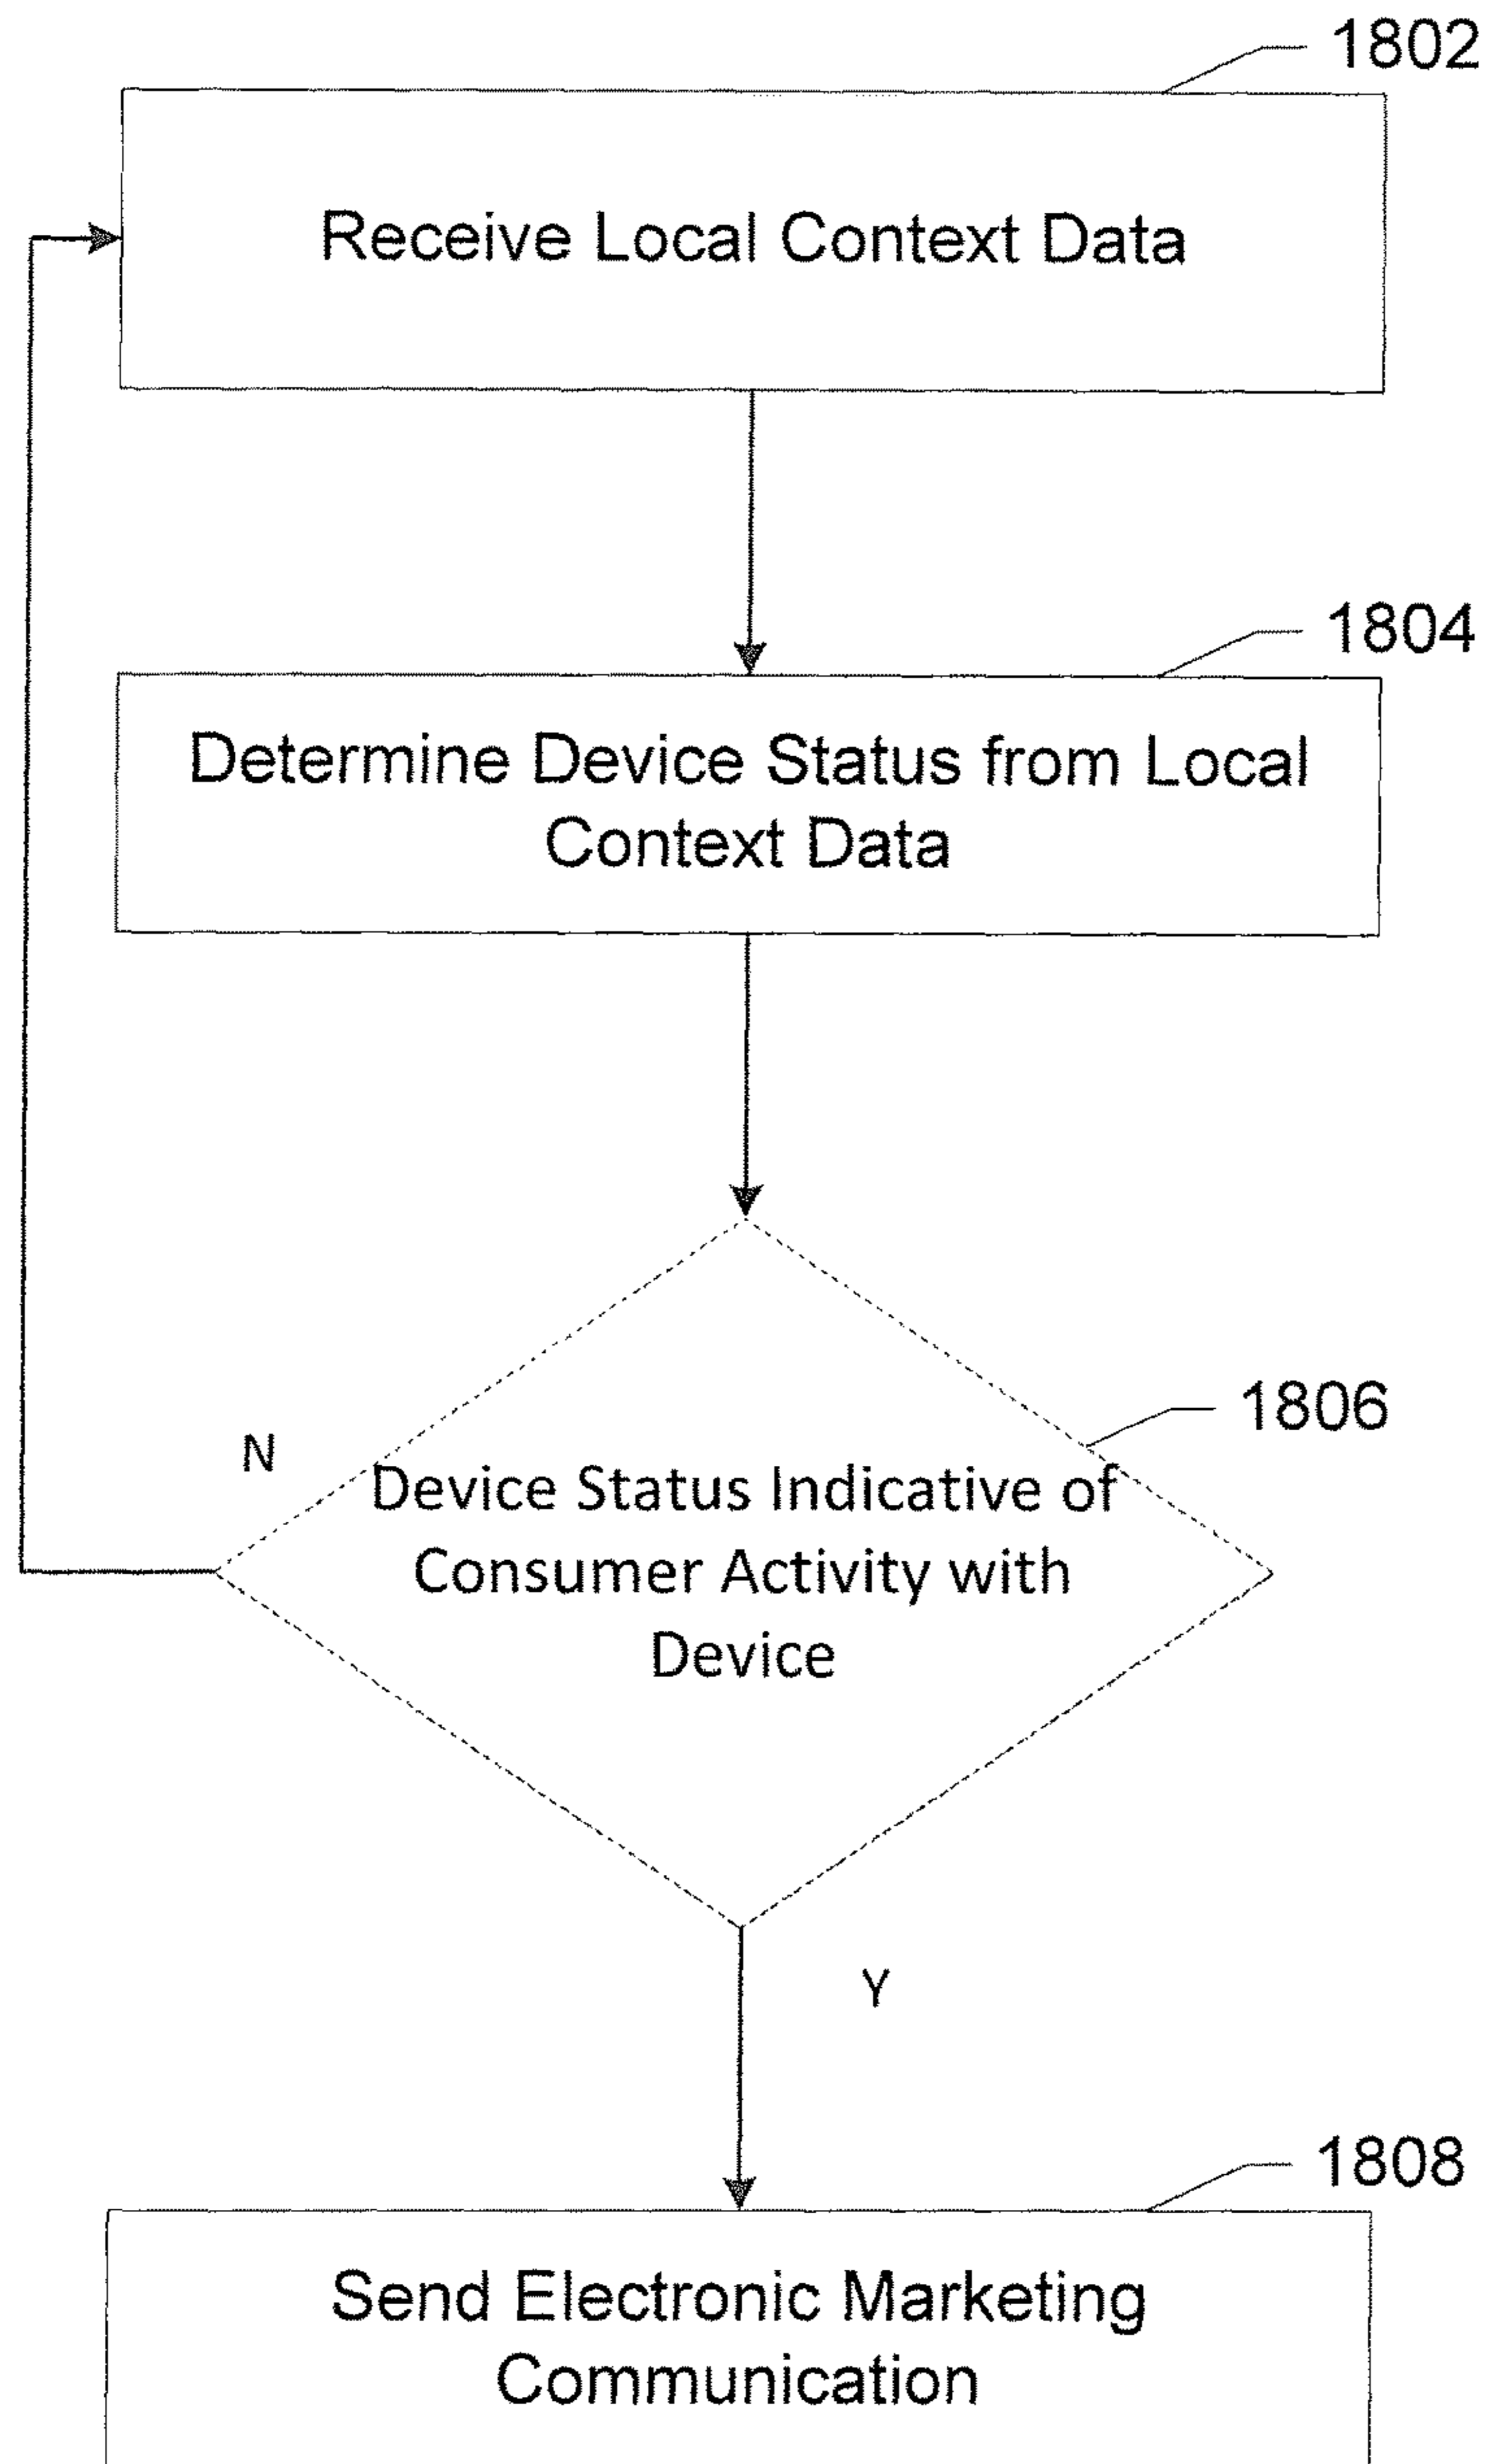 1802
Receive Local Context Data
1804
Determine Device Status from Local
Context Data
1806
N
Device Status Indicative of
Consumer Activity with
Device
Y
1808
Send Electronic Marketing
Communication